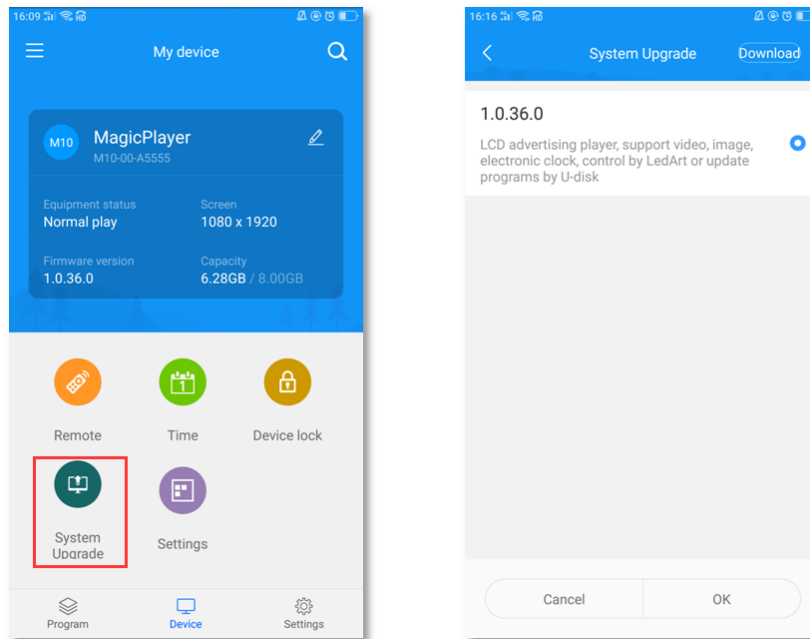 16:09
My device
M10
MagicPlayer
M10-00-A5555
Equipment status
Screen
Normal play
1080 x 1920
Firmware version
Capacity
1.0.36.0
6.28GB / 8.00GB
1
Remote
Time
Device lock
System
Upgrade
Settings
Program
Device
Settings
16:16
System Upgrade
Download
1.0.36.0
LCD advertising player, support video, image,
electronic clock, control by LedArt or update
programs by U-disk
Cancel
OK